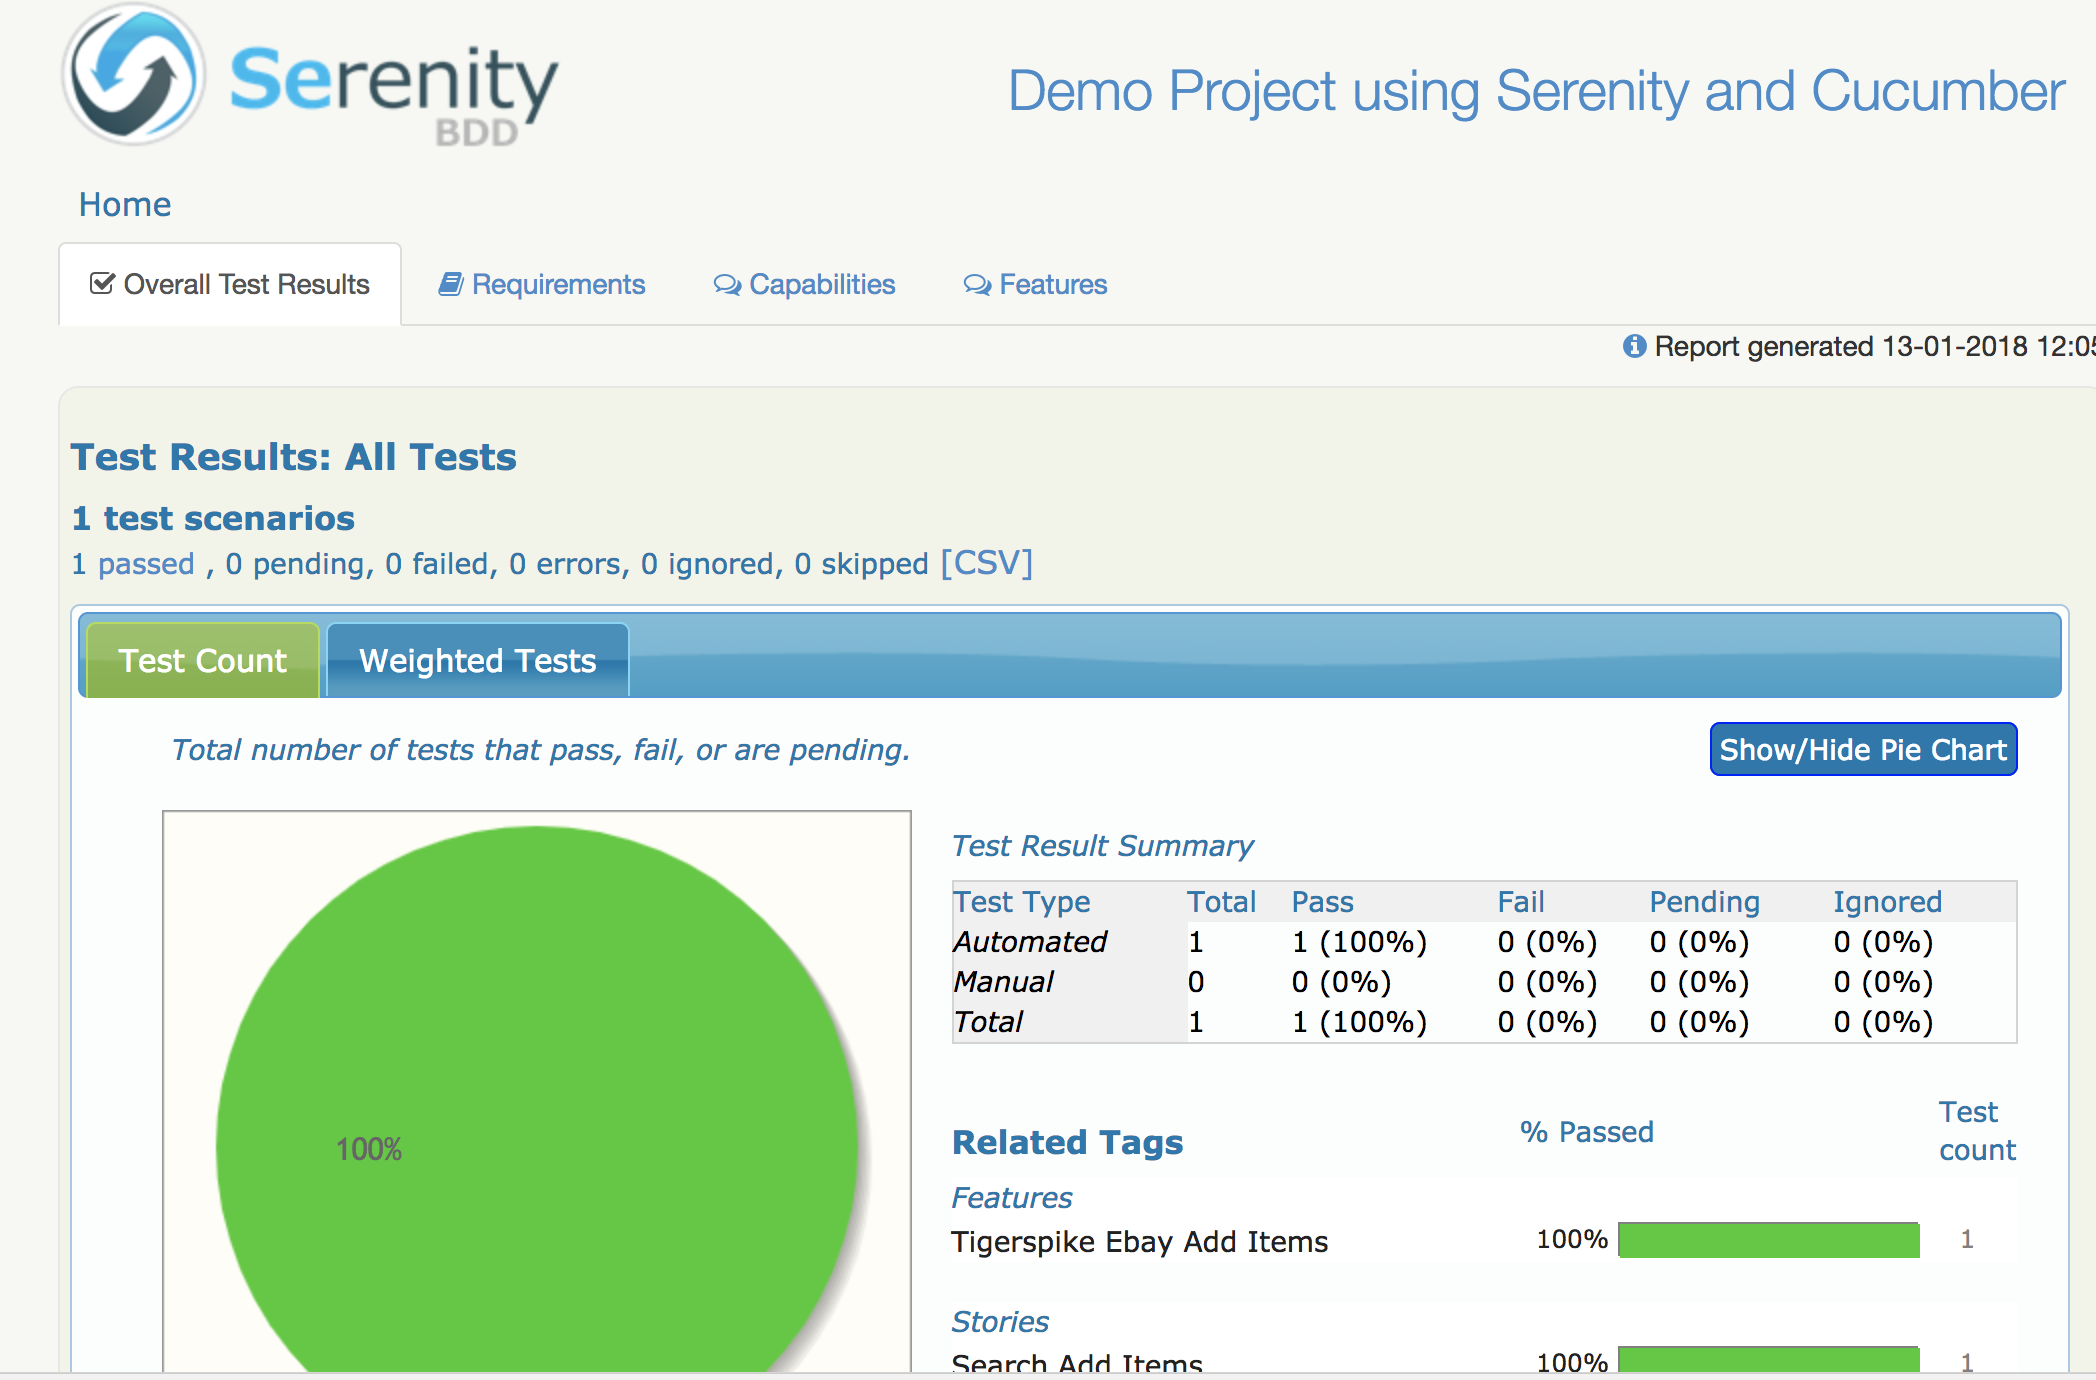 Serenity
BDD
Demo Project using Serenity and Cucumber
Home
Overall Test Results
Requirements
Capabilities
Features
Report generated 13-01-2018 12:05
Test Results: All Tests
1 test scenarios
1 passed , 0 pending, 0 failed, 0 errors, 0 ignored, 0 skipped [CSV]
Test Count
Weighted Tests
Total number of tests that pass, fail, or are pending.
Show/Hide Pie Chart
100%
Test Result Summary
Test Type Total Pass Fail Pending Ignored
Automated 1 1 (100%) 0 (0%) 0 (0%) 0 (0%)
Manual 0 0 (0%) 0 (0%) 0 (0%) 0 (0%)
Total 1 1 (100%) 0 (0%) 0 (0%) 0 (0%)
Related Tags % Passed Test count
Features
Tigerspike Ebay Add Items 100% 1
Stories
Search Add Items 100% 1